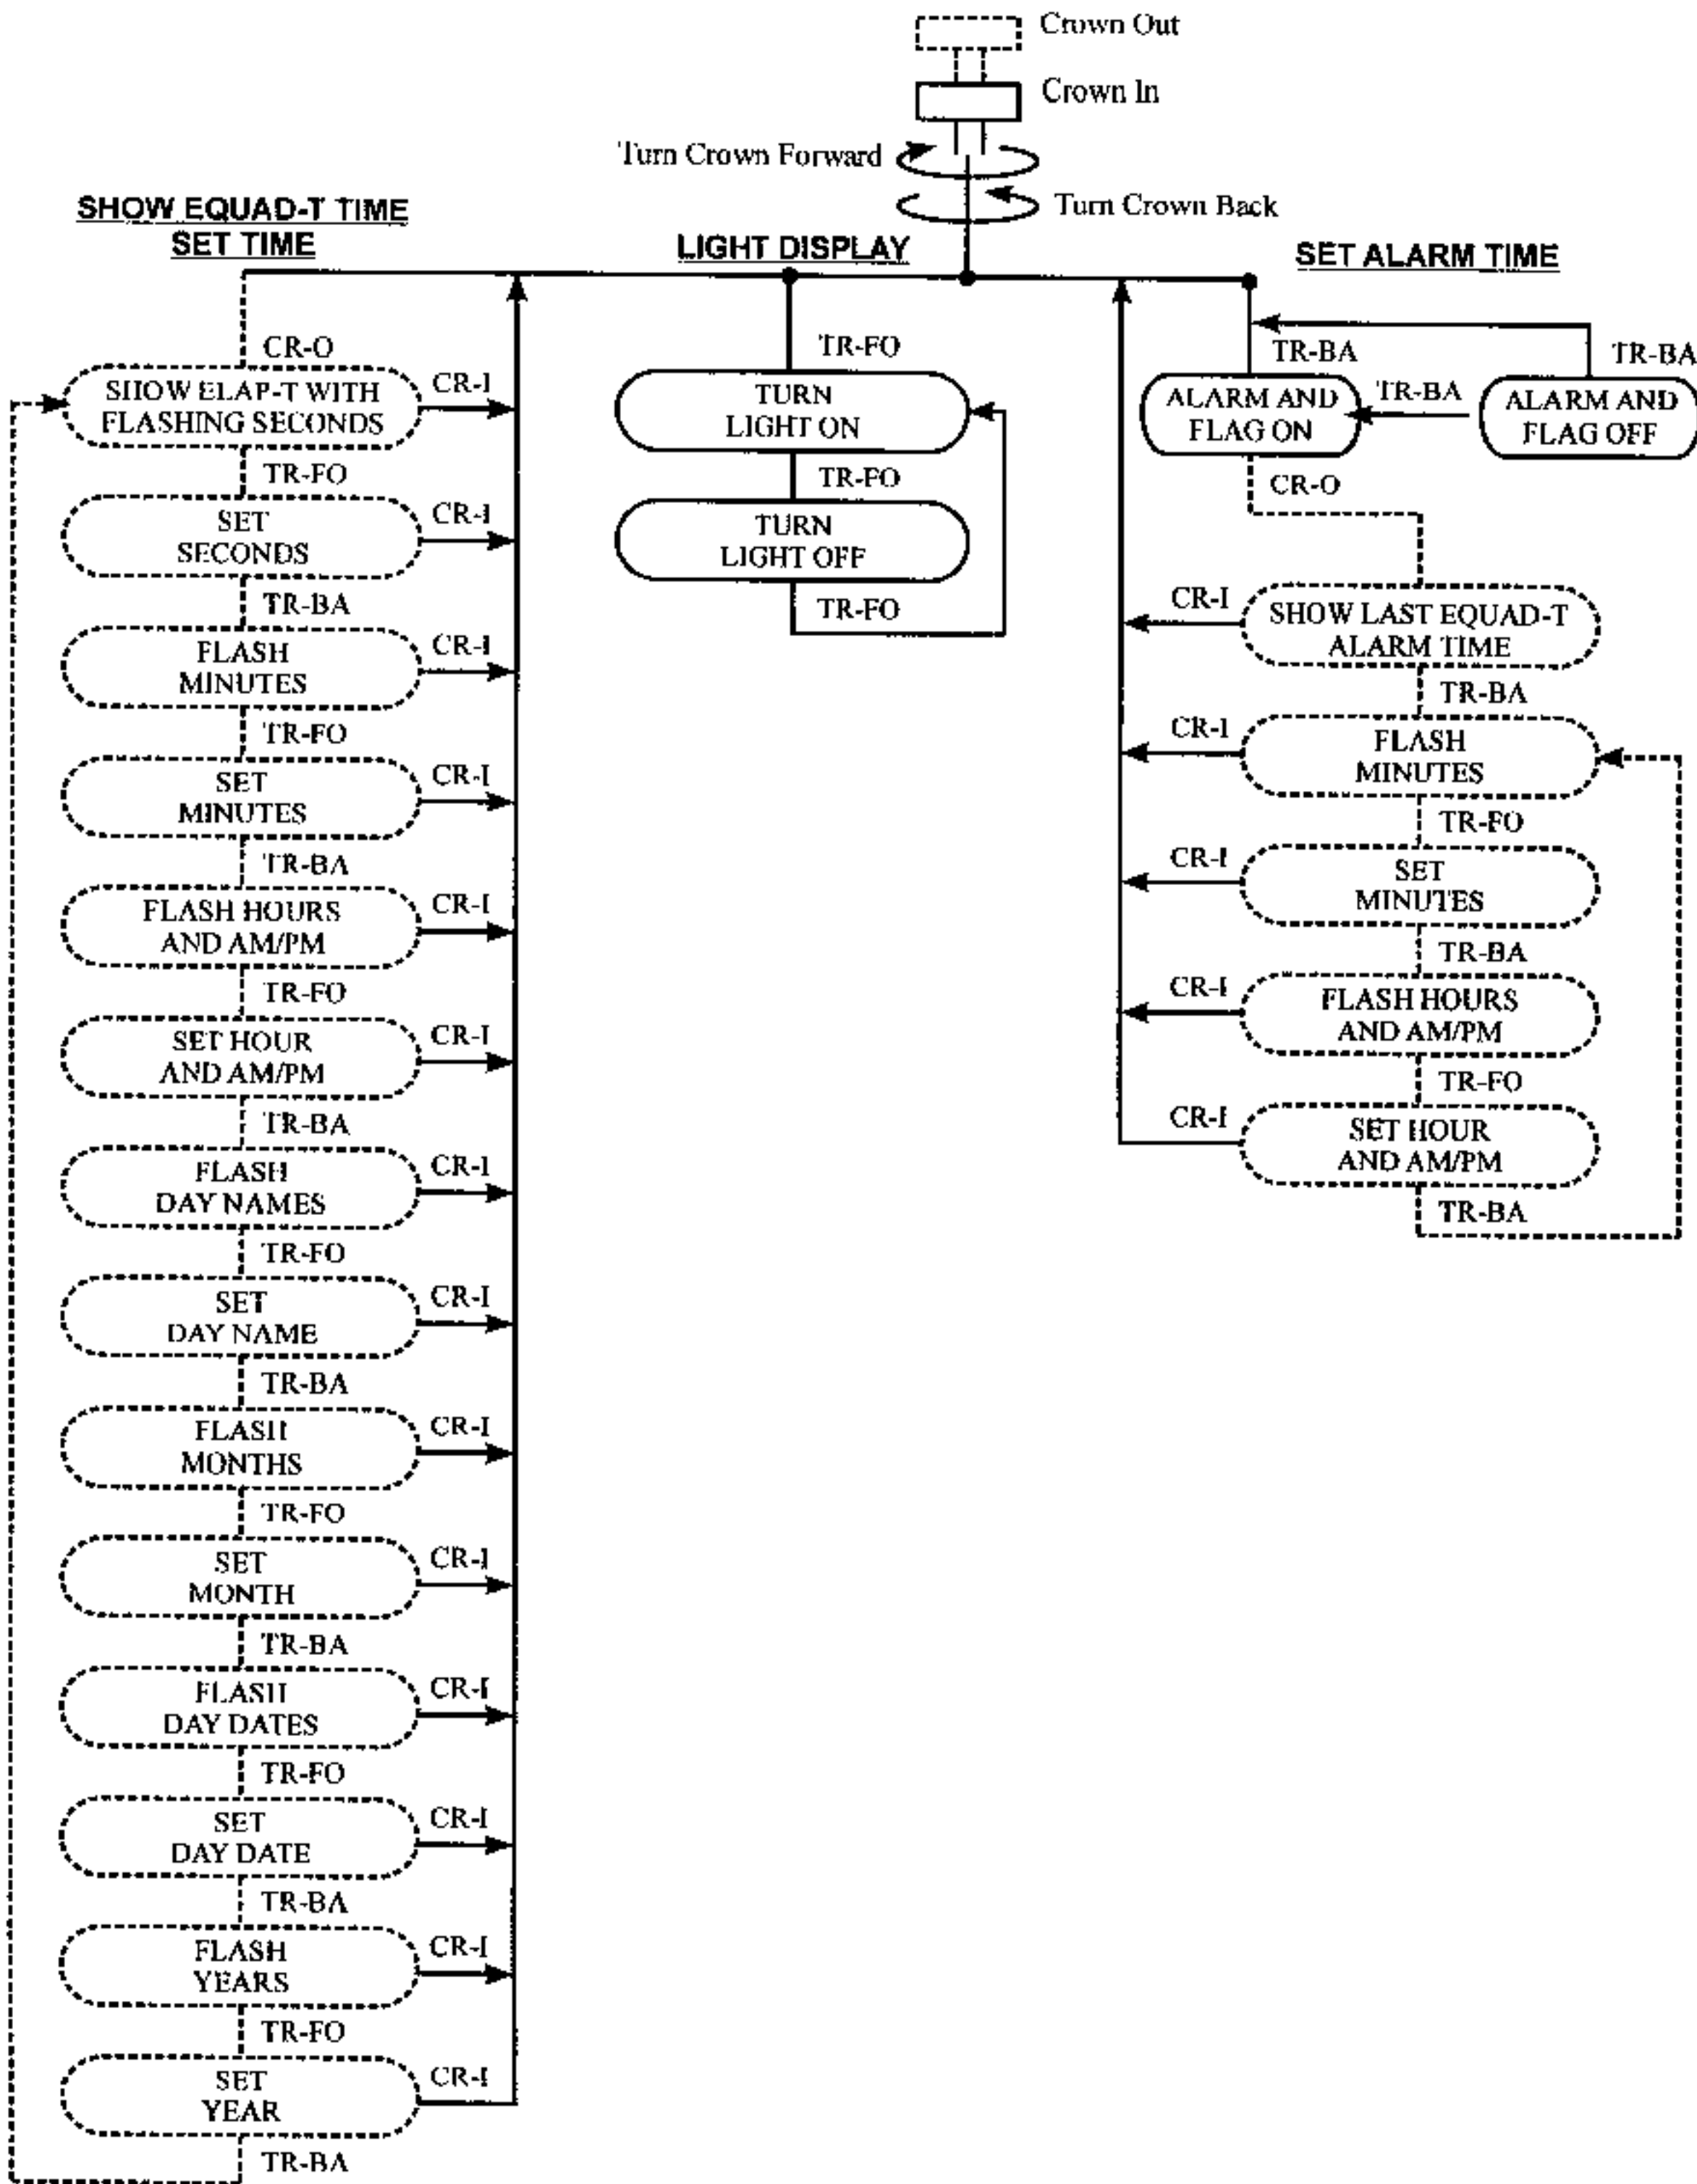 Crown Out
Crown In
Turn Crown Forward
Turn Crown Back
SHOW EQUAD-T TIME
SET TIME
CR-O
SHOW ELAP-T WITH
FLASHING SECONDS
CR-I
TR-FO
SET
SECONDS
CR-I
TR-BA
FLASH
MINUTES
CR-I
TR-FO
SET
MINUTES
CR-I
TR-BA
FLASH HOURS
AND AM/PM
CR-I
TR-FO
SET HOUR
AND AM/PM
CR-I
TR-BA
FLASH
DAY NAMES
CR-I
TR-FO
SET
DAY NAME
CR-I
TR-BA
FLASH
MONTHS
CR-I
TR-FO
SET
MONTH
CR-I
TR-BA
FLASH
DAY DATES
CR-I
TR-FO
SET
DAY DATE
CR-I
TR-BA
FLASH
YEARS
CR-I
TR-FO
SET
YEAR
CR-I
TR-BA
LIGHT DISPLAY
TR-FO
TURN
LIGHT ON
TR-FO
TURN
LIGHT OFF
TR-FO
SET ALARM TIME
TR-BA
TR-BA
ALARM AND
FLAG ON
TR-BA
ALARM AND
FLAG OFF
CR-O
CR-I
SHOW LAST EQUAD-T
ALARM TIME
TR-BA
CR-I
FLASH
MINUTES
TR-FO
CR-I
SET
MINUTES
TR-BA
CR-I
FLASH HOURS
AND AM/PM
TR-FO
CR-I
SET HOUR
AND AM/PM
TR-BA